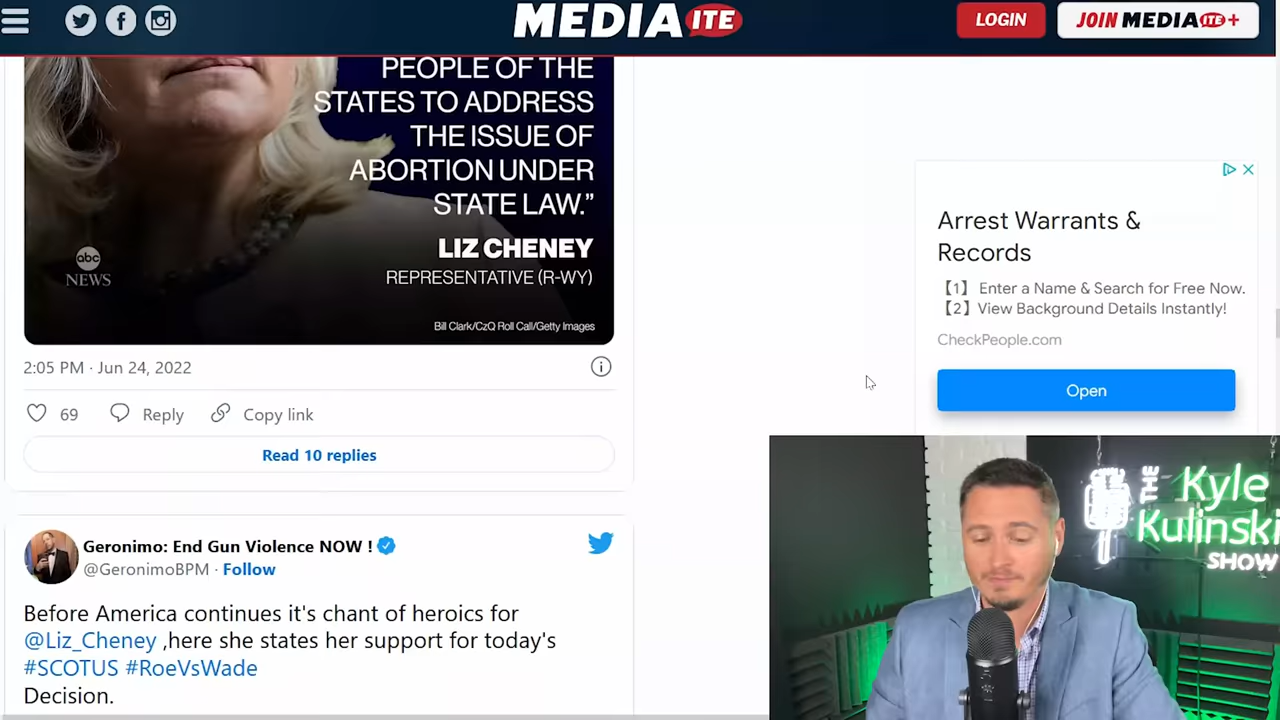 MEDIAITE
LOGIN
JOIN MEDIAITE+
PEOPLE OF THE
STATES TO ADDRESS
THE ISSUE OF
ABORTION UNDER
STATE LAW.”
LIZ CHENEY
REPRESENTATIVE (R-WY)
abc
NEWS
Bill Clark/CzQ Roll Call/Getty Images
2:05 PM · Jun 24, 2022
69
Reply
Copy link
Read 10 replies
Geronimo: End Gun Violence NOW !
@GeronimoBPM · Follow
Before America continues it's chant of heroics for
@Liz_Cheney ,here she states her support for today's
#SCOTUS #RoeVsWade
Decision.
Arrest Warrants &
Records
【1】 Enter a Name & Search for Free Now.
【2】 View Background Details Instantly!
CheckPeople.com
Open
THE
Kyle
Kulinski
SHOW